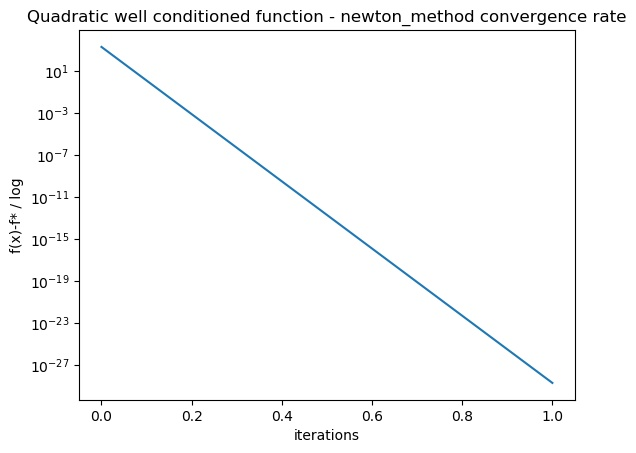 Quadratic well conditioned function - newton_method convergence rate
f(x)-f* / log
10¹
10⁻³
10⁻⁷
10⁻¹¹
10⁻¹⁵
10⁻¹⁹
10⁻²³
10⁻²⁷
0.0 0.2 0.4 0.6 0.8 1.0
iterations